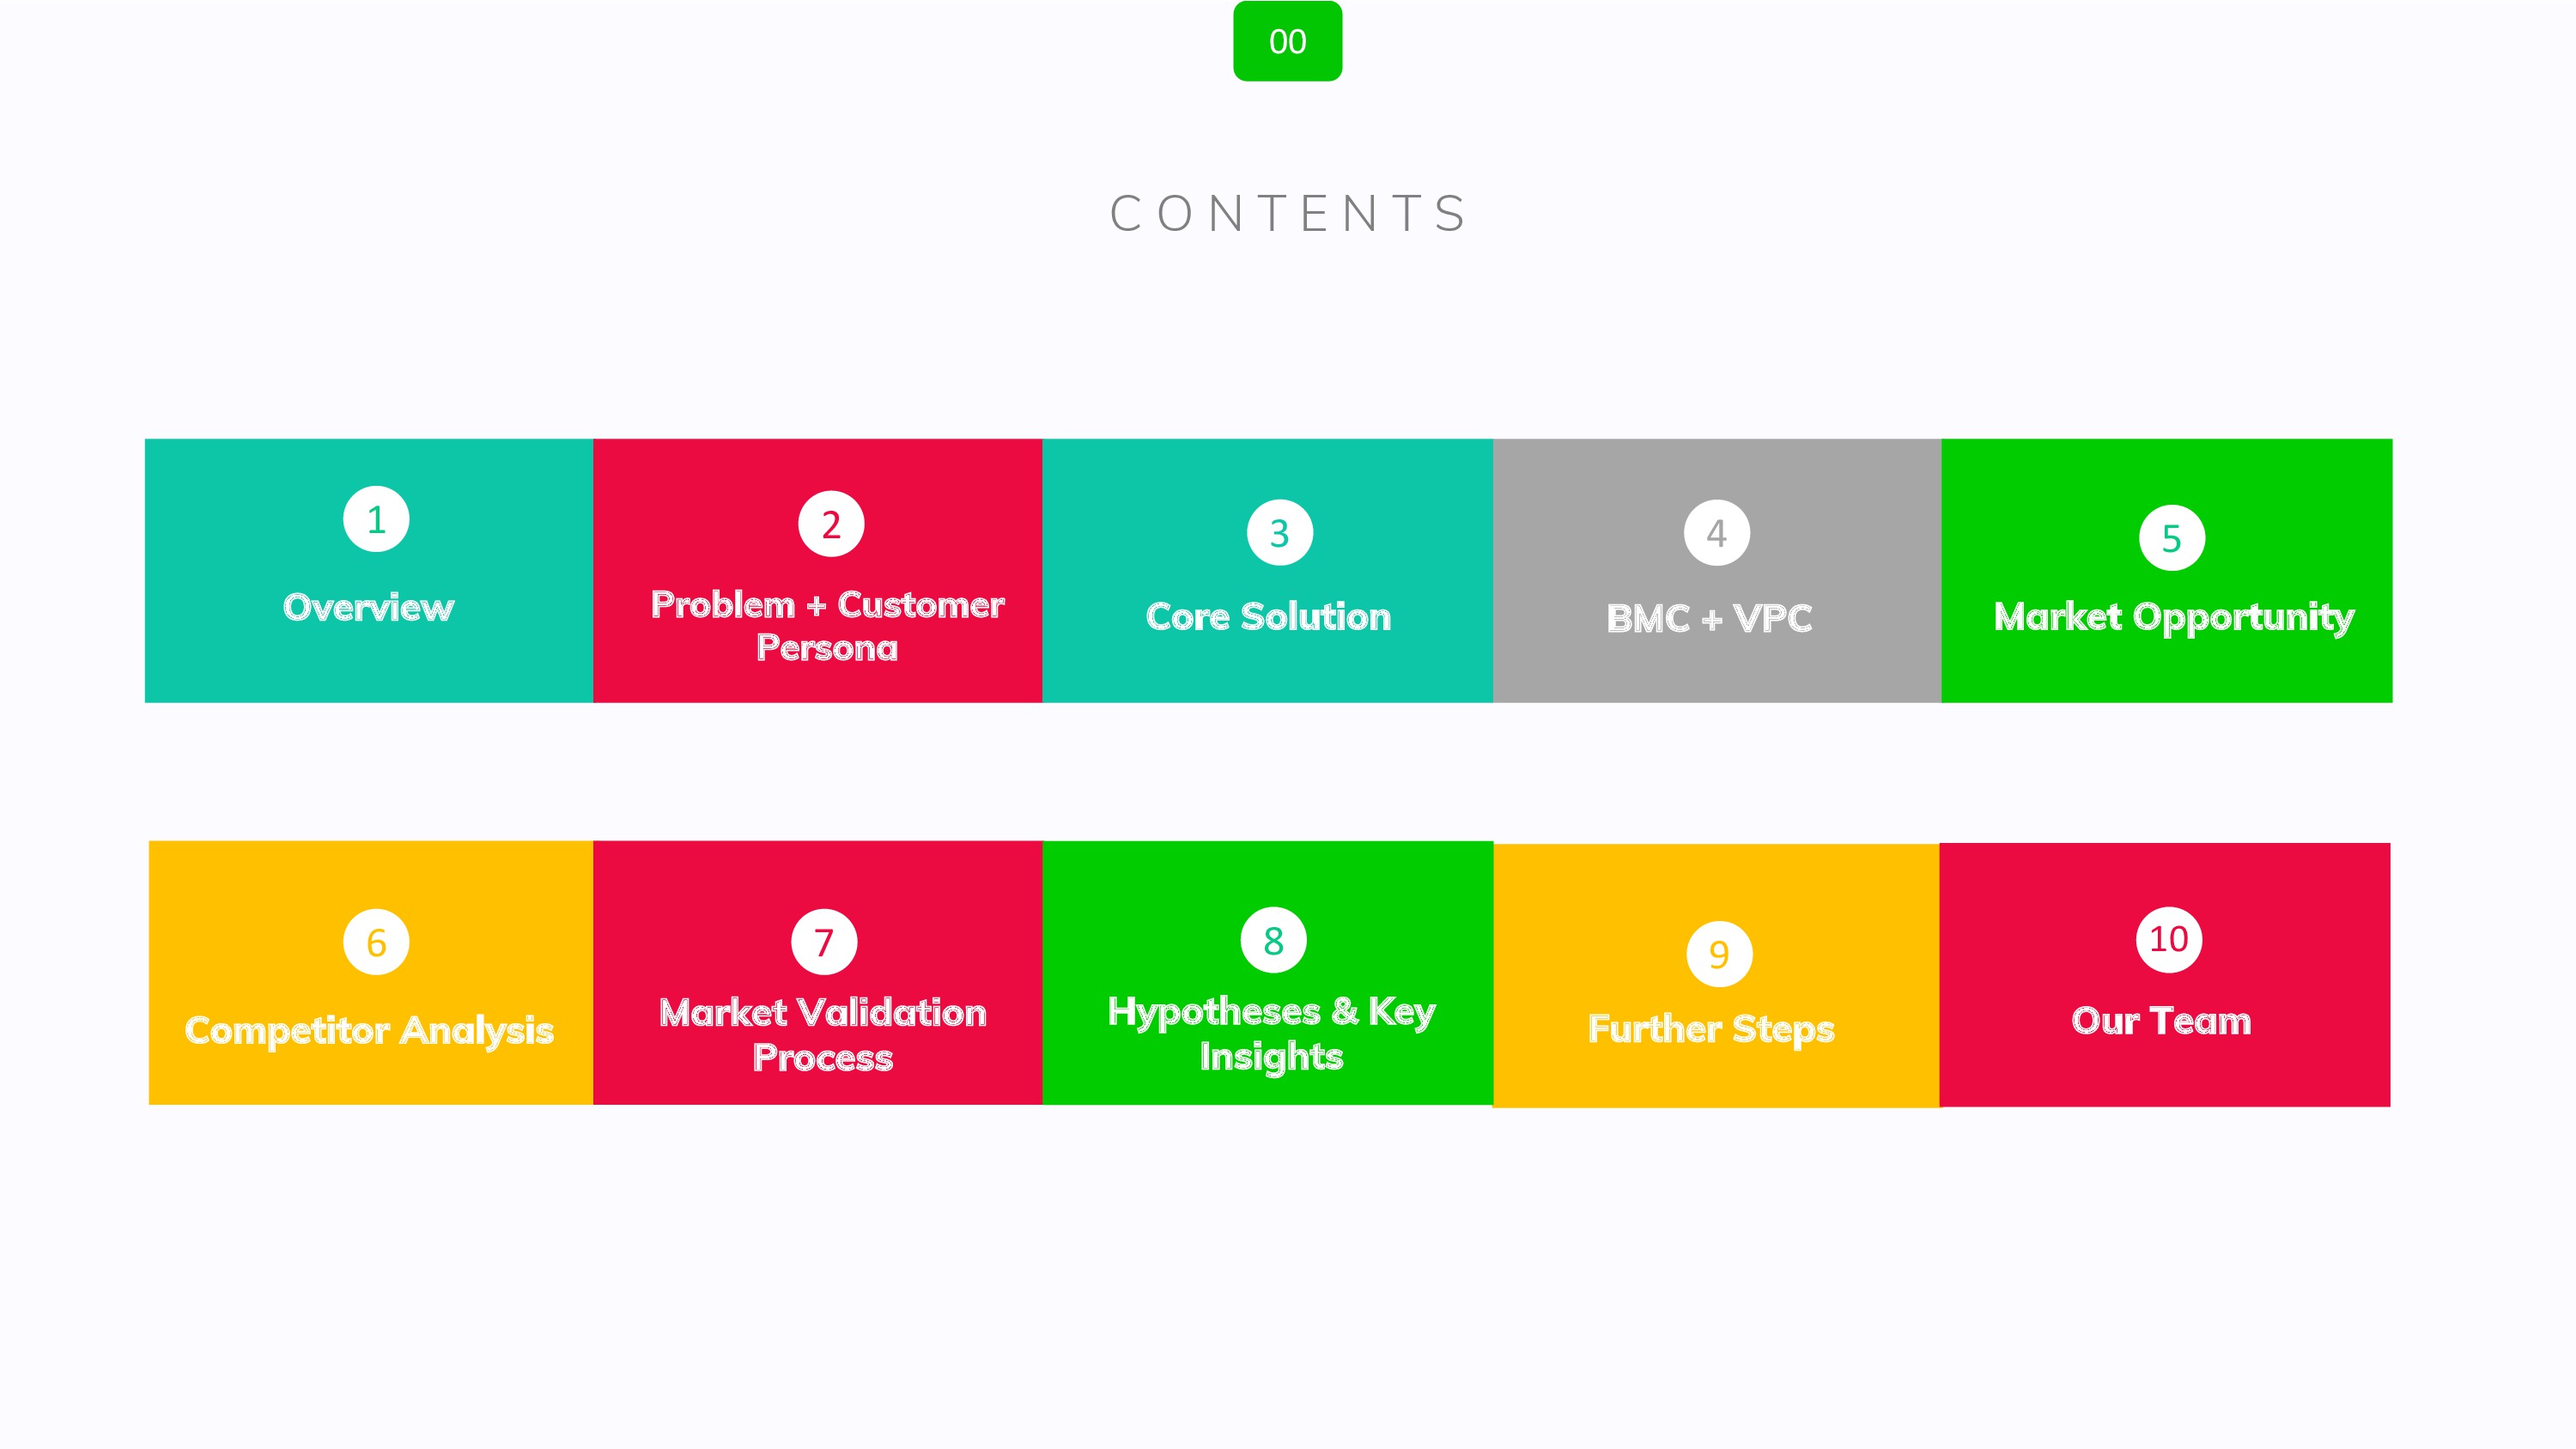 00
CONTENTS
1
Overview
2
Problem + Customer
Persona
3
Core Solution
4
BMC + VPC
5
Market Opportunity
6
Competitor Analysis
7
Market Validation
Process
8
Hypotheses & Key
Insights
9
Further Steps
10
Our Team